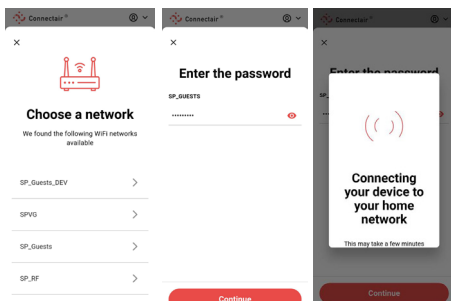 Connectair ®
Choose a network
We found the following WiFi networks
available
SP_Guests_DEV
SPVG
SP_Guests
SP_RF
Connectair ®
Enter the password
SP_GUESTS
•••••••••
Continue
Connectair ®
Enter the password
SP_
Connecting
your device to
your home
network
This may take a few minutes
Continue